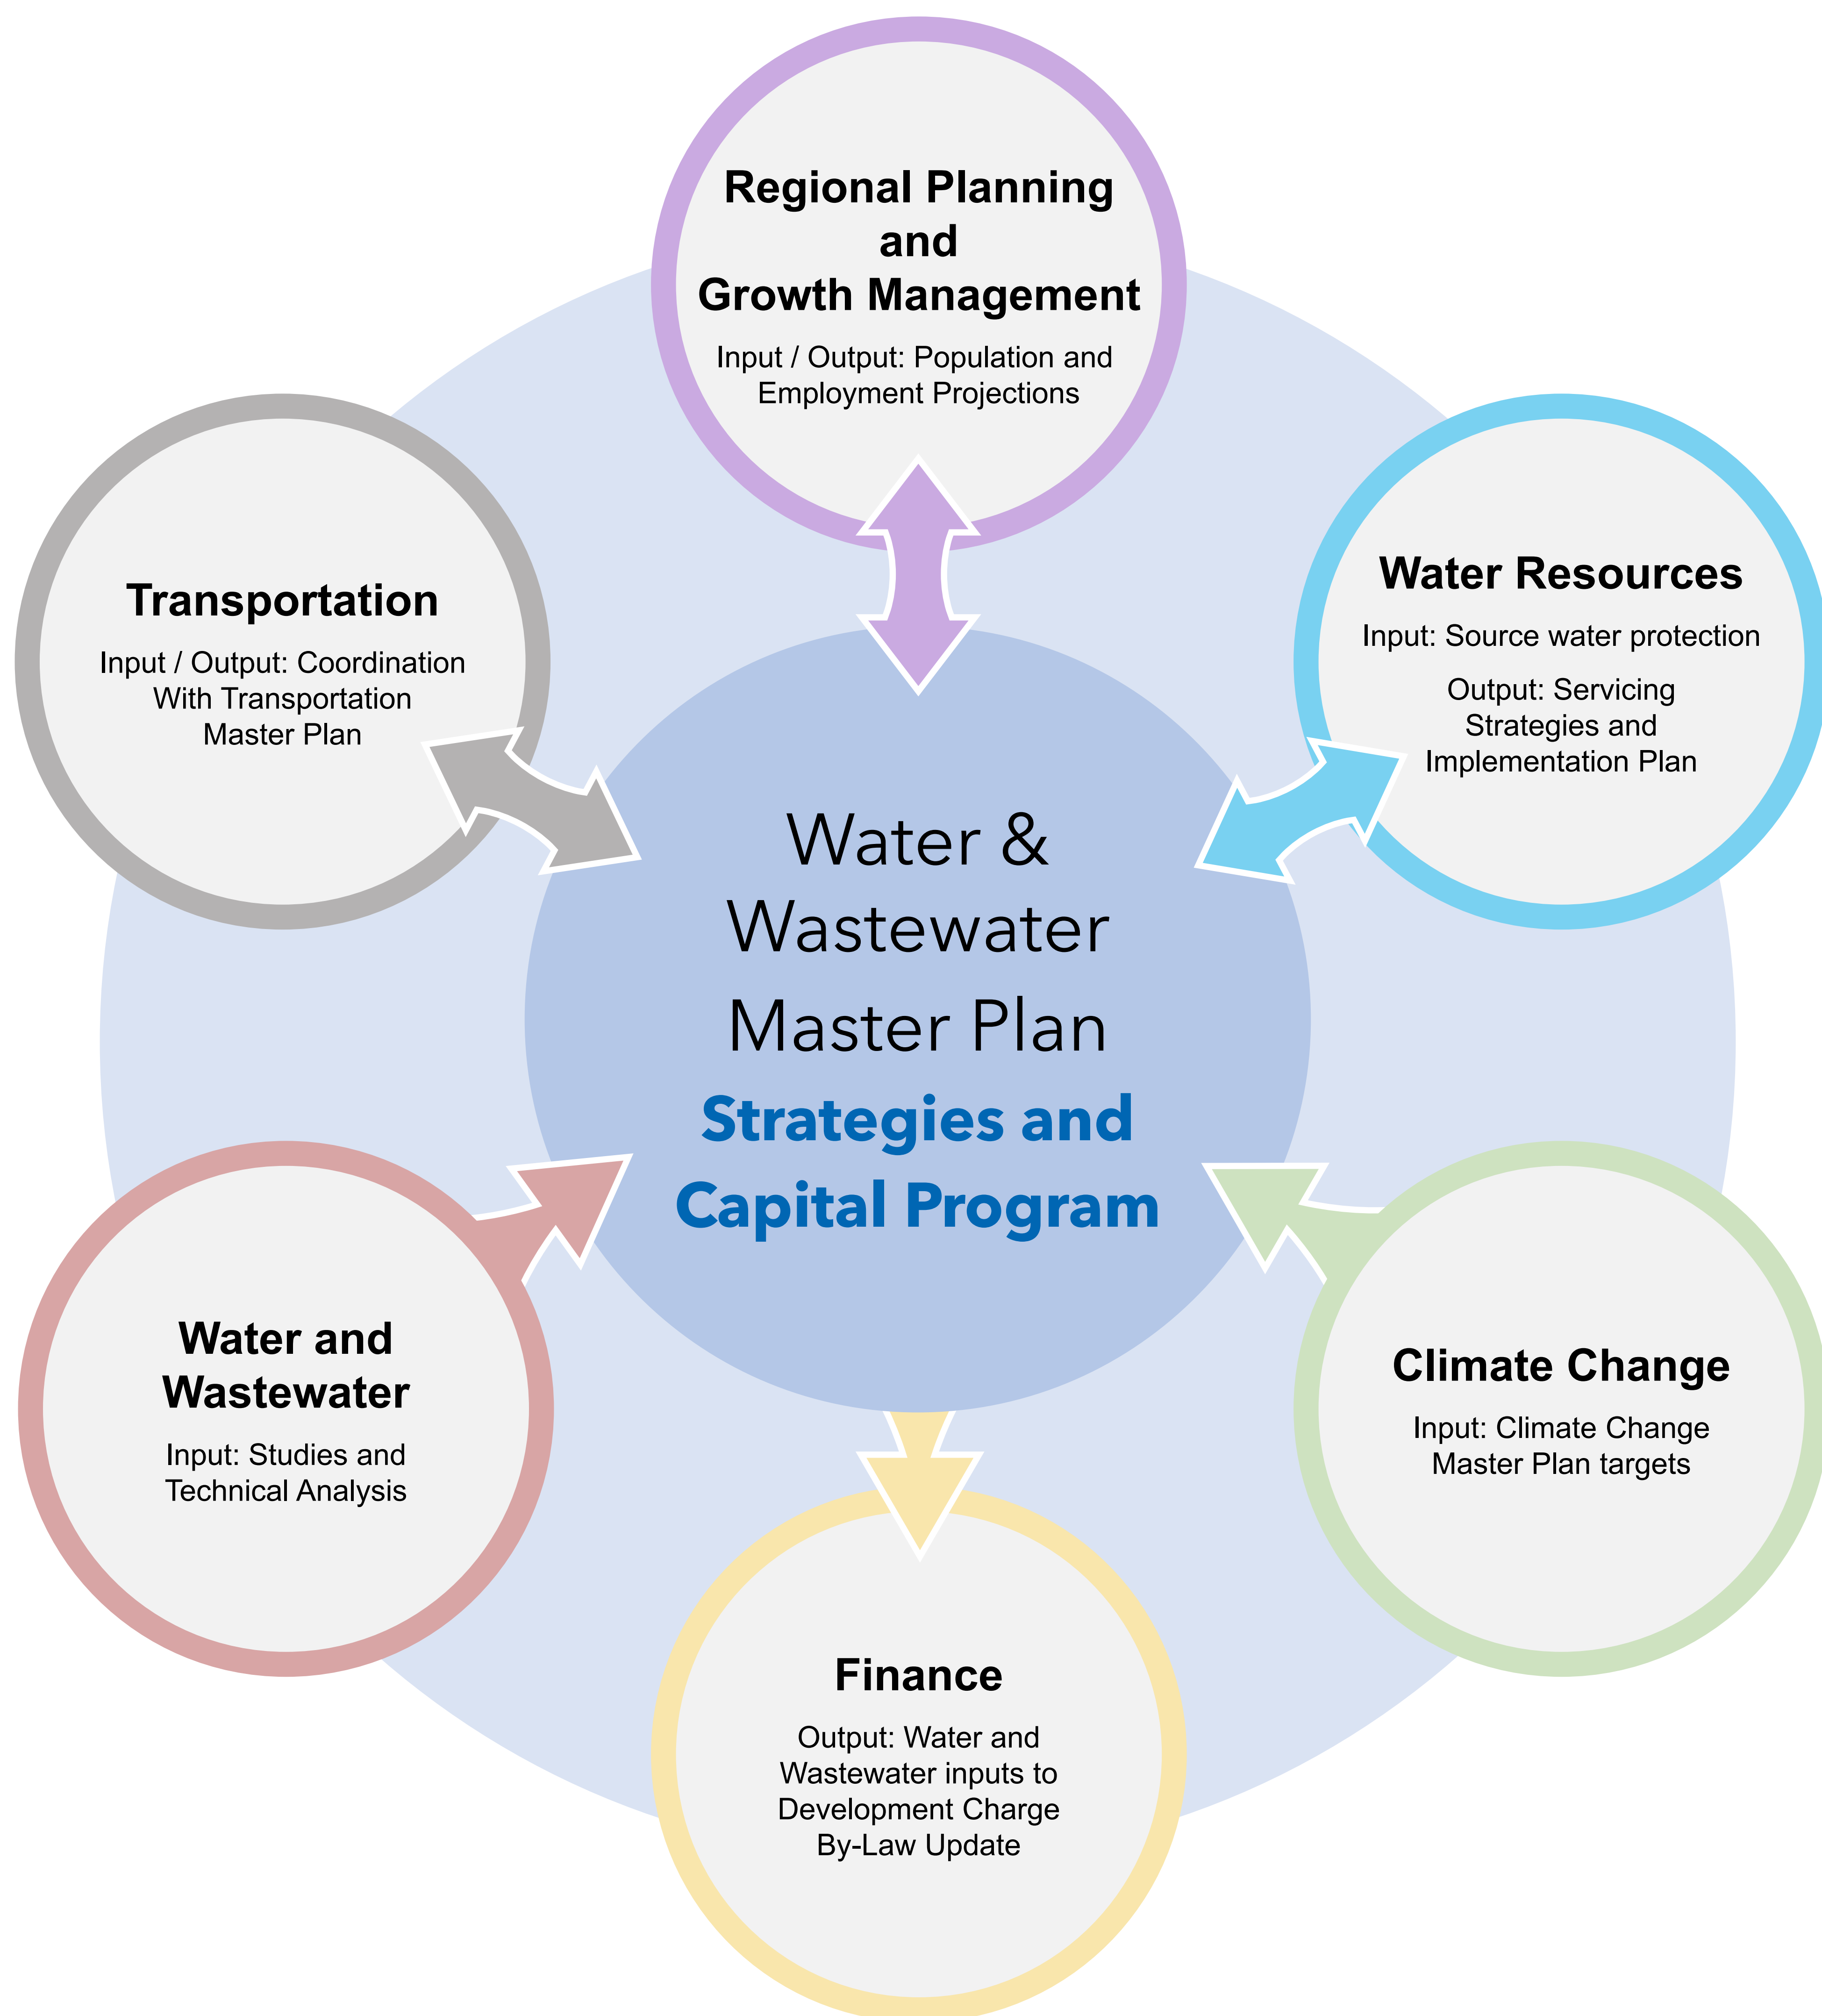 Regional Planning
and
Growth Management
Input / Output: Population and
Employment Projections
Transportation
Input / Output: Coordination
With Transportation
Master Plan
Water Resources
Input: Source water protection
Output: Servicing
Strategies and
Implementation Plan
Water &
Wastewater
Master Plan
Strategies and
Capital Program
Water and
Wastewater
Input: Studies and
Technical Analysis
Climate Change
Input: Climate Change
Master Plan targets
Finance
Output: Water and
Wastewater inputs to
Development Charge
By-Law Update